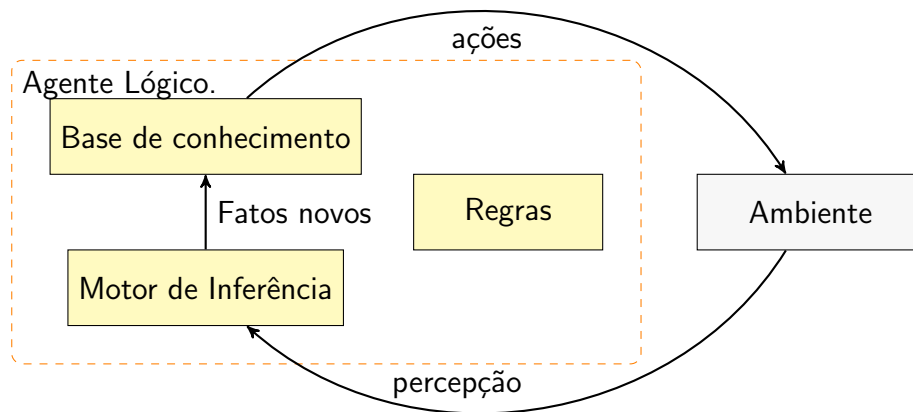 ações
Agente Lógico.
Base de conhecimento
Fatos novos
Regras
Ambiente
Motor de Inferência
percepção